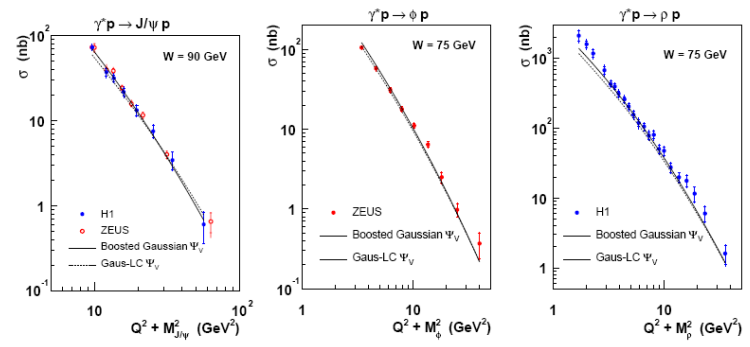 γ*p → J/ψ p
σ (nb)
W = 90 GeV
10²
10
1
10⁻¹
H1
ZEUS
Boosted Gaussian Ψ_V
Gaus-LC Ψ_V
10
10²
Q² + M²_J/ψ (GeV²)
γ*p → ϕ p
σ (nb)
W = 75 GeV
10²
10
1
10⁻¹
ZEUS
Boosted Gaussian Ψ_V
Gaus-LC Ψ_V
1
10
Q² + M²_ϕ (GeV²)
γ*p → ρ p
σ (nb)
W = 75 GeV
10³
10²
10
1
H1
Boosted Gaussian Ψ_V
Gaus-LC Ψ_V
1
10
Q² + M²_ρ (GeV²)